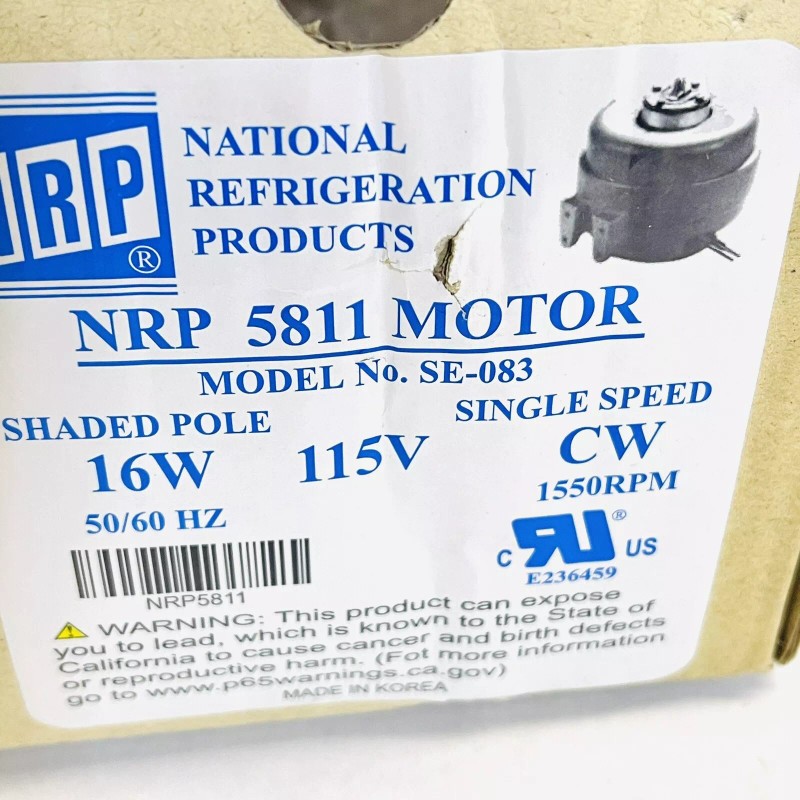 NRP®
NATIONAL
REFRIGERATION
PRODUCTS
NRP 5811 MOTOR
MODEL No. SE-083
SHADED POLE
SINGLE SPEED
16W
115V
CW
1550RPM
50/60 HZ
C RU® US
E236459
NRP5811
WARNING: This product can expose
you to lead, which is known to the State of
California to cause cancer and birth defects
or reproductive harm. (Fot more information
go to www.p65warnings.ca.gov)
MADE IN KOREA